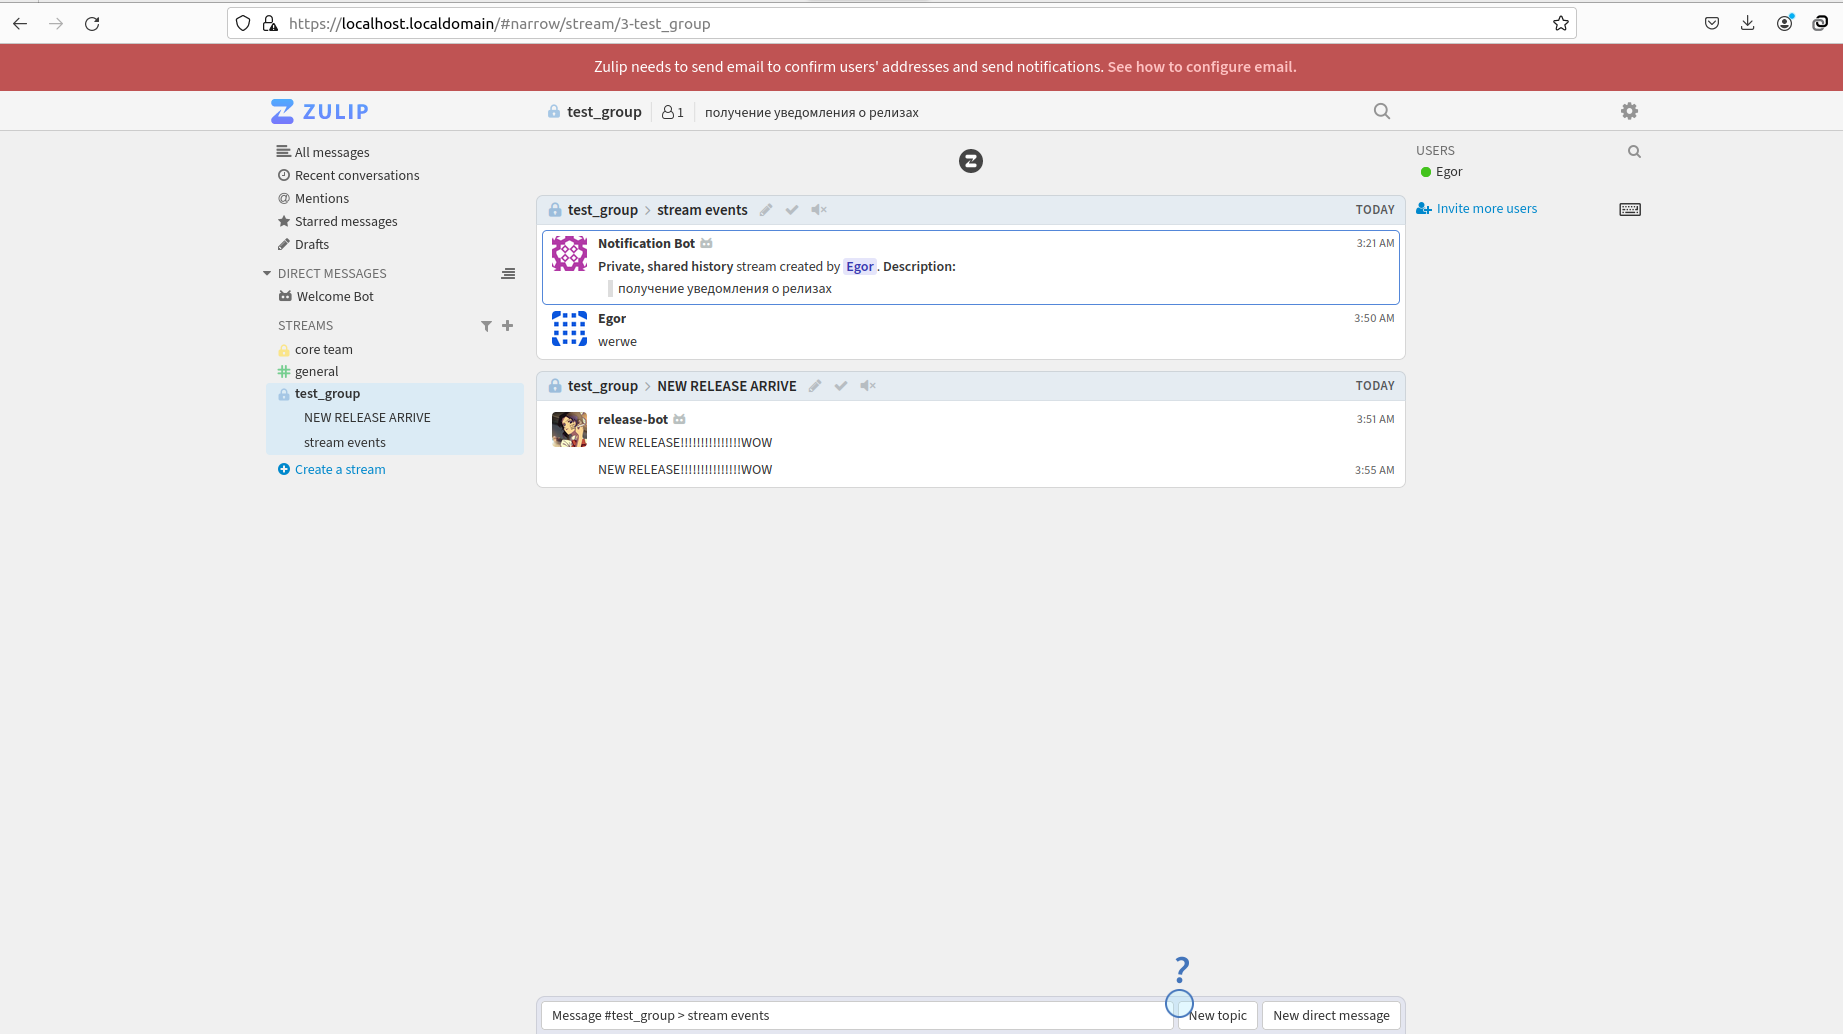 https://localhost.localdomain/#narrow/stream/3-test_group
Zulip needs to send email to confirm users' addresses and send notifications. See how to configure email.
ZULIP
test_group 1 получение уведомления о релизах
All messages
Recent conversations
@ Mentions
Starred messages
Drafts
DIRECT MESSAGES
Welcome Bot
STREAMS
core team
# general
test_group
NEW RELEASE ARRIVE
stream events
Create a stream
test_group > stream events TODAY
Notification Bot 3:21 AM
Private, shared history stream created by Egor. Description:
получение уведомления о релизах
Egor 3:50 AM
werwe
test_group > NEW RELEASE ARRIVE TODAY
release-bot 3:51 AM
NEW RELEASE!!!!!!!!!!!!!!!WOW
NEW RELEASE!!!!!!!!!!!!!!!WOW 3:55 AM
USERS
Egor
Invite more users
?
Message #test_group > stream events
New topic
New direct message